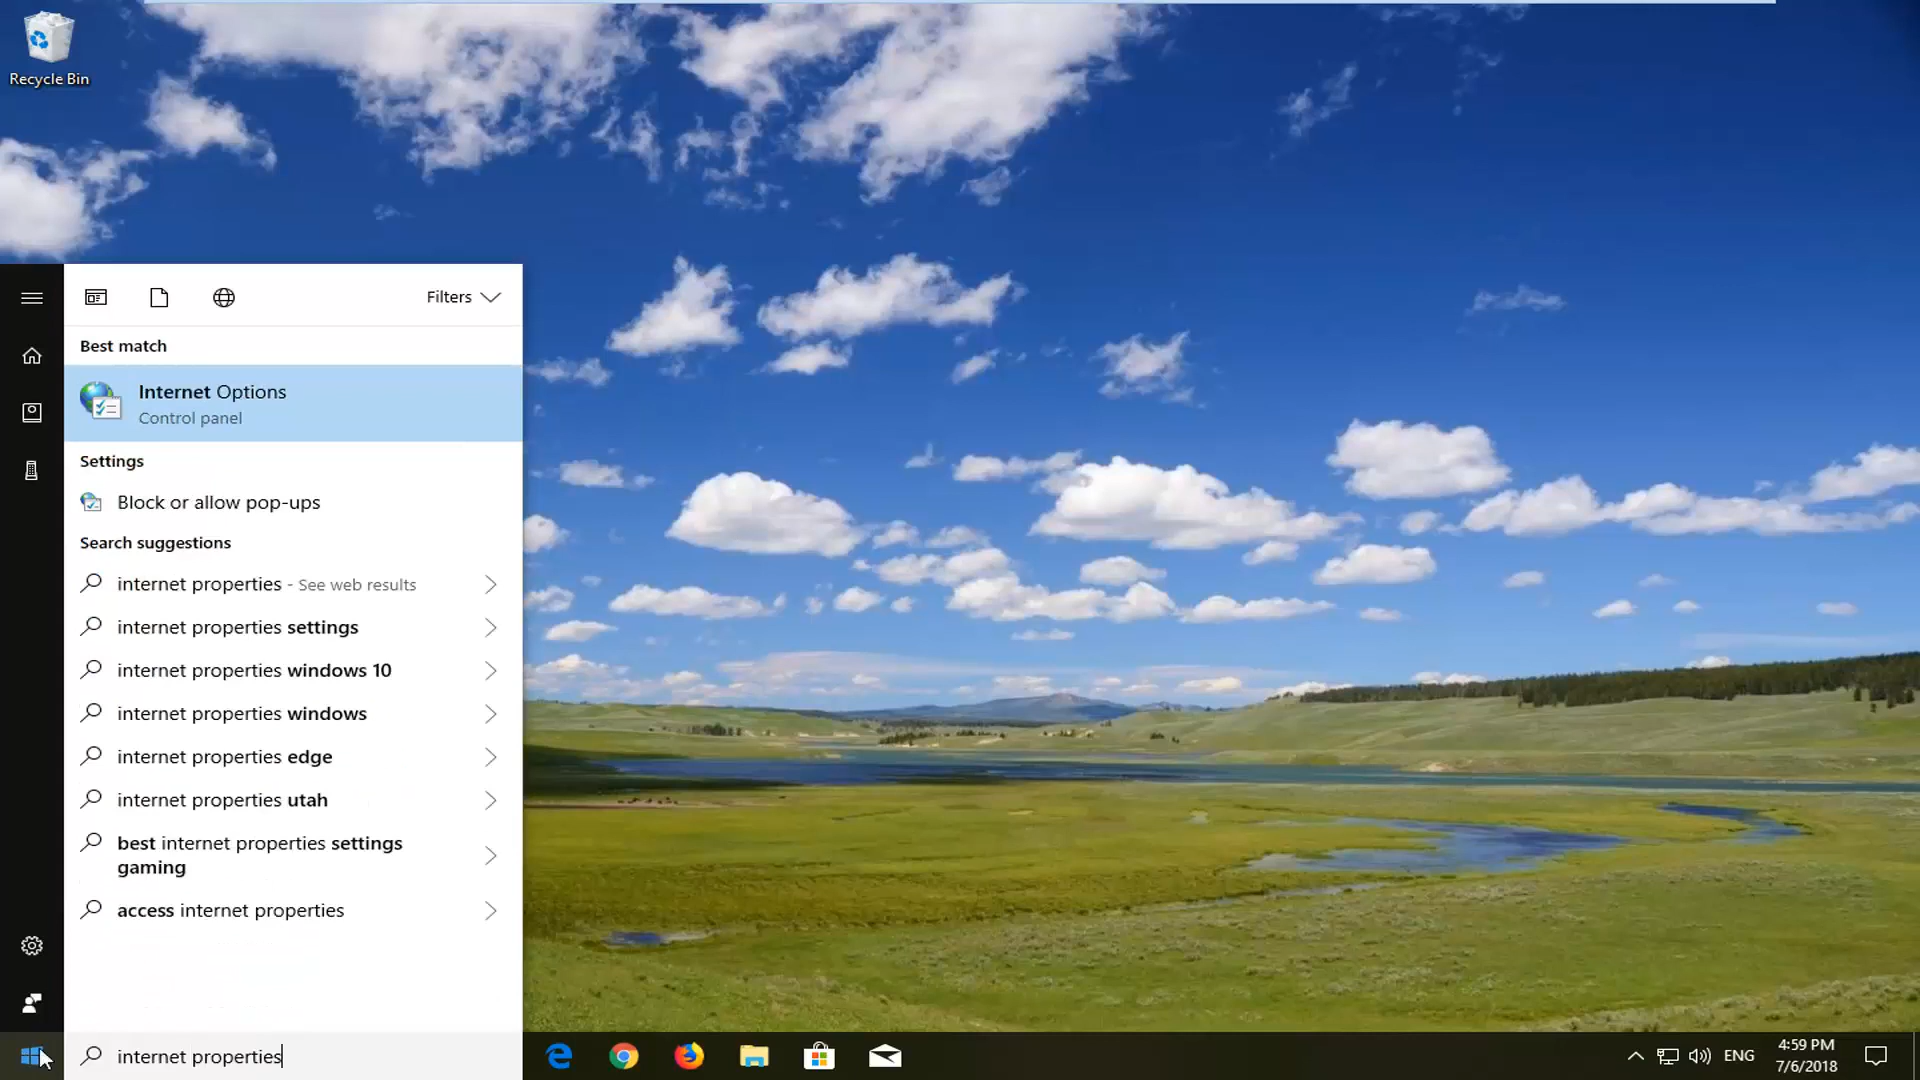 Recycle Bin
Filters
Best match
Internet Options
Control panel
Settings
Block or allow pop-ups
Search suggestions
internet properties - See web results
internet properties settings
internet properties windows 10
internet properties windows
internet properties edge
internet properties utah
best internet properties settings
gaming
access internet properties
internet properties
ENG
4:59 PM
7/6/2018